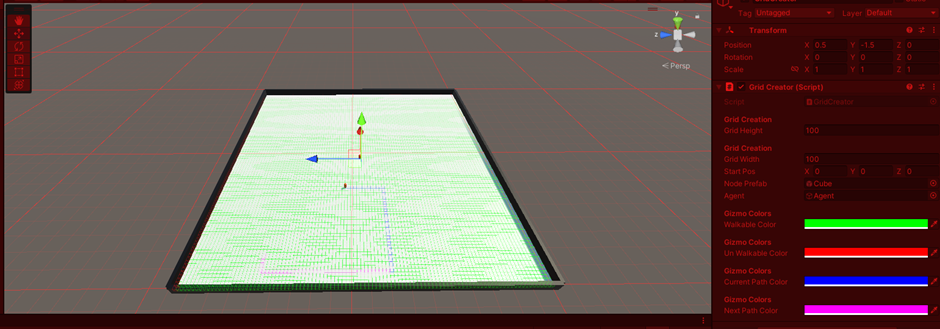 Tag Untagged Layer Default
Transform
Position X 0.5 Y -1.5 Z 0
Rotation X 0 Y 0 Z 0
Scale X 1 Y 1 Z 1
Grid Creator (Script)
Script GridCreator
Grid Creation
Grid Height 100
Grid Creation
Grid Width 100
Start Pos X 0 Y 0 Z 0
Node Prefab Cube
Agent Agent
Gizmo Colors
Walkable Color
Gizmo Colors
Un Walkable Color
Gizmo Colors
Current Path Color
Gizmo Colors
Next Path Color
y
z
Persp